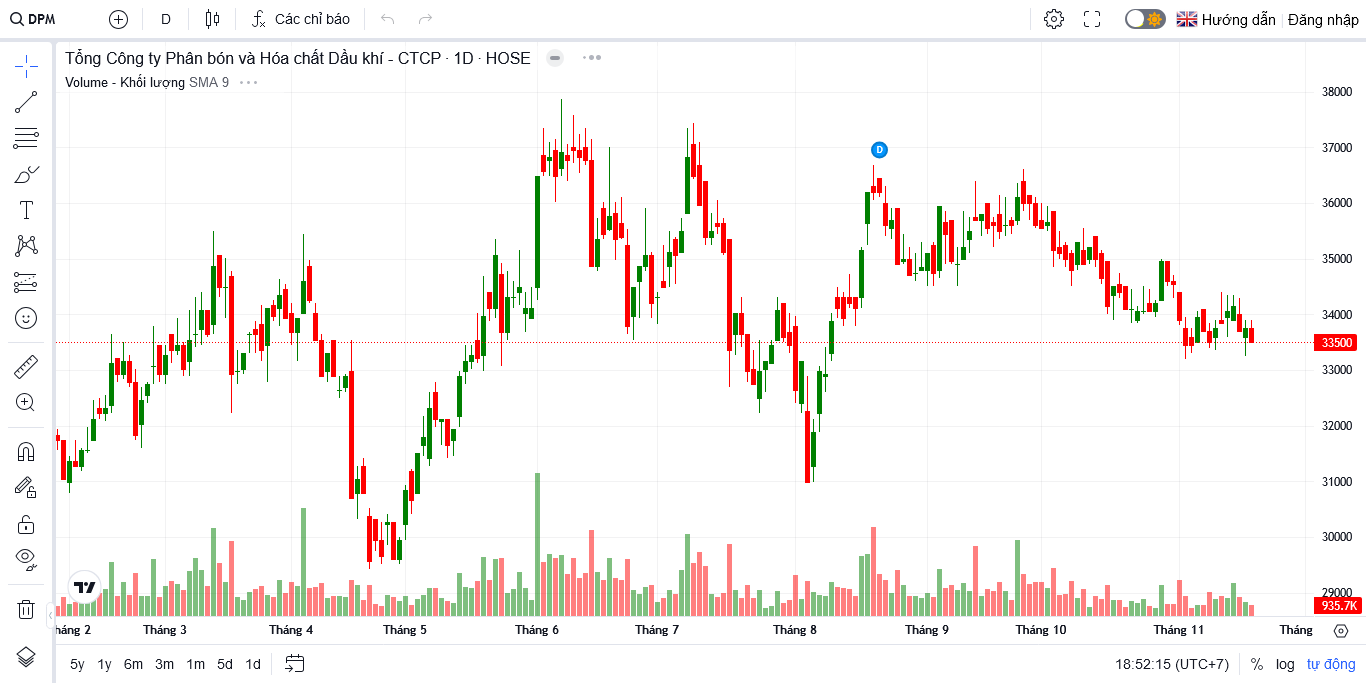 DPM D Các chỉ báo Hướng dẫn Đăng nhập
Tổng Công ty Phân bón và Hóa chất Dầu khí - CTCP · 1D · HOSE
Volume - Khối lượng SMA 9
38000
37000
D
36000
35000
34000
33500
33000
32000
31000
30000
29000
935.7K
háng 2 Tháng 3 Tháng 4 Tháng 5 Tháng 6 Tháng 7 Tháng 8 Tháng 9 Tháng 10 Tháng 11 Tháng
5y 1y 6m 3m 1m 5d 1d 18:52:15 (UTC+7) % log tự động